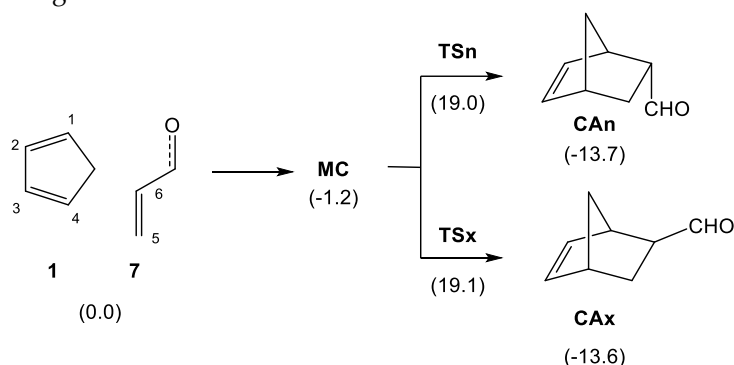 TSn
(19.0)
CHO
CAn
(-13.7)
O
1
2
3
4
6
5
MC
(-1.2)
TSx
(19.1)
CHO
CAx
(-13.6)
1
7
(0.0)